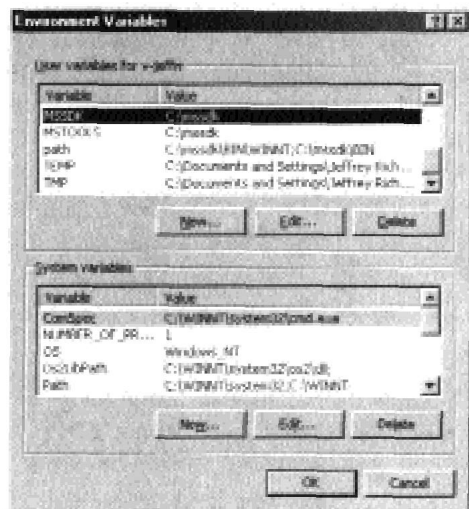 Environment Variables
User variables for v-jeffrr
Variable Value
MSSDK C:\mssdk
MSTOOLS C:\mssdk
path C:\mssdk\BIN\WINNT;C:\mssdk\BIN
TEMP C:\Documents and Settings\Jeffrey Rich...
TMP C:\Documents and Settings\Jeffrey Rich...
New... Edit... Delete
System variables
Variable Value
ComSpec C:\WINNT\system32\cmd.exe
NUMBER_OF_PR... 1
OS Windows_NT
Os2LibPath C:\WINNT\system32\os2\dll;
Path C:\WINNT\system32;C:\WINNT
New... Edit... Delete
OK Cancel